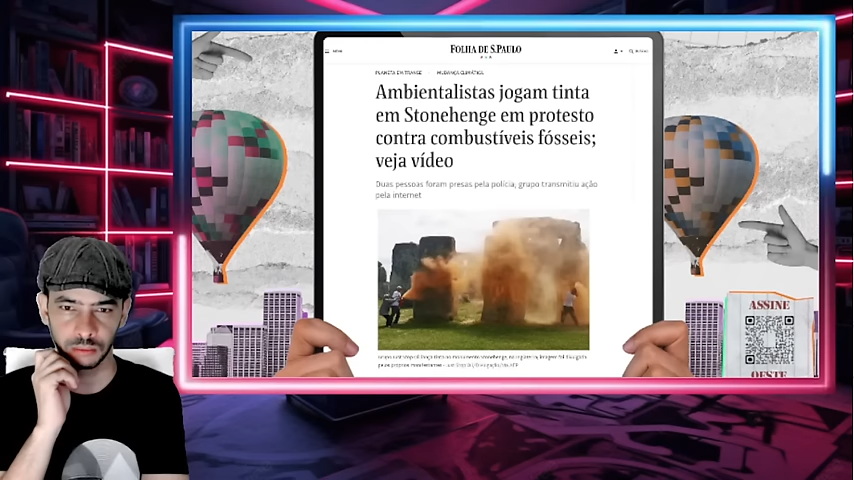 FOLHA DE S.PAULO
PLANETA EM TRANSE
MUDANÇA CLIMÁTICA
Ambientalistas jogam tinta
em Stonehenge em protesto
contra combustíveis fósseis;
veja vídeo
Duas pessoas foram presas pela polícia, grupo transmitiu ação
pela internet
ASSINE
OESTE